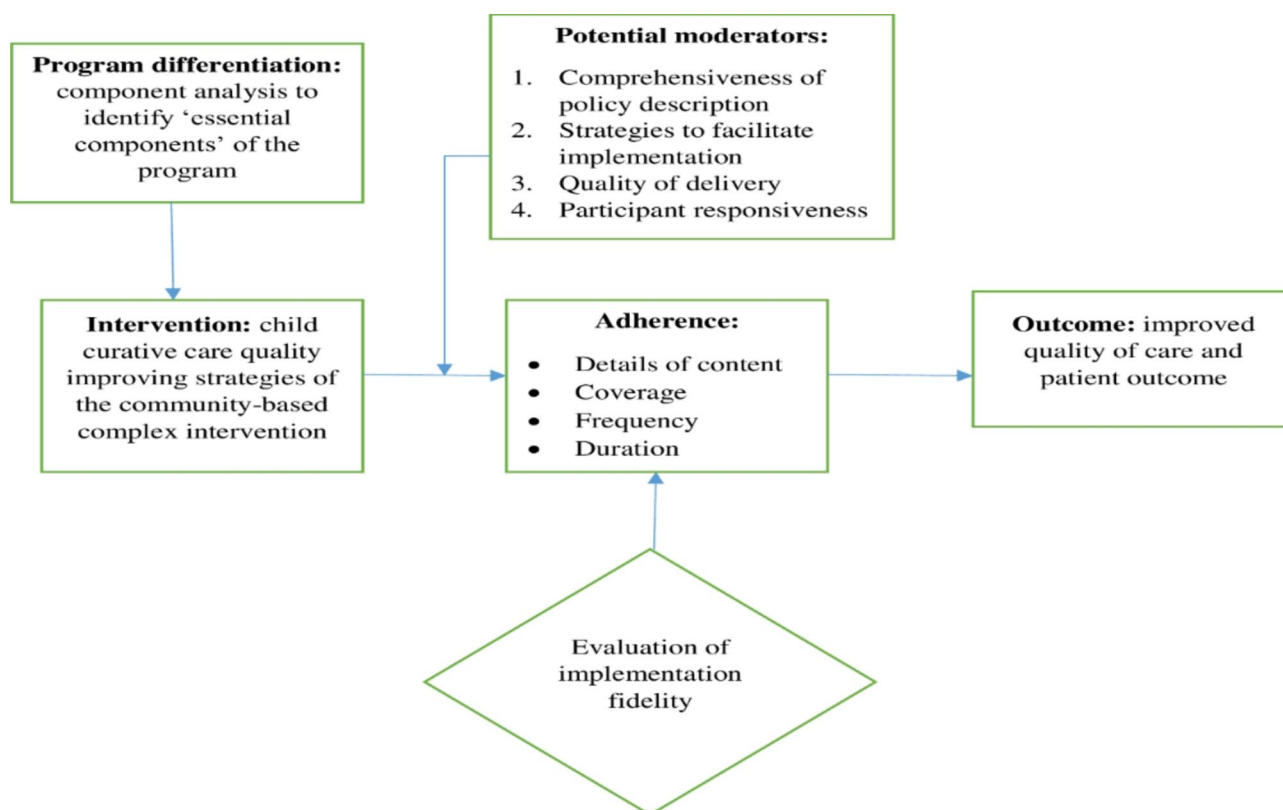 Program differentiation:
component analysis to
identify ‘essential
components’ of the
program
Potential moderators:
1. Comprehensiveness of
policy description
2. Strategies to facilitate
implementation
3. Quality of delivery
4. Participant responsiveness
Intervention: child
curative care quality
improving strategies of
the community-based
complex intervention
Adherence:
• Details of content
• Coverage
• Frequency
• Duration
Outcome: improved
quality of care and
patient outcome
Evaluation of
implementation
fidelity